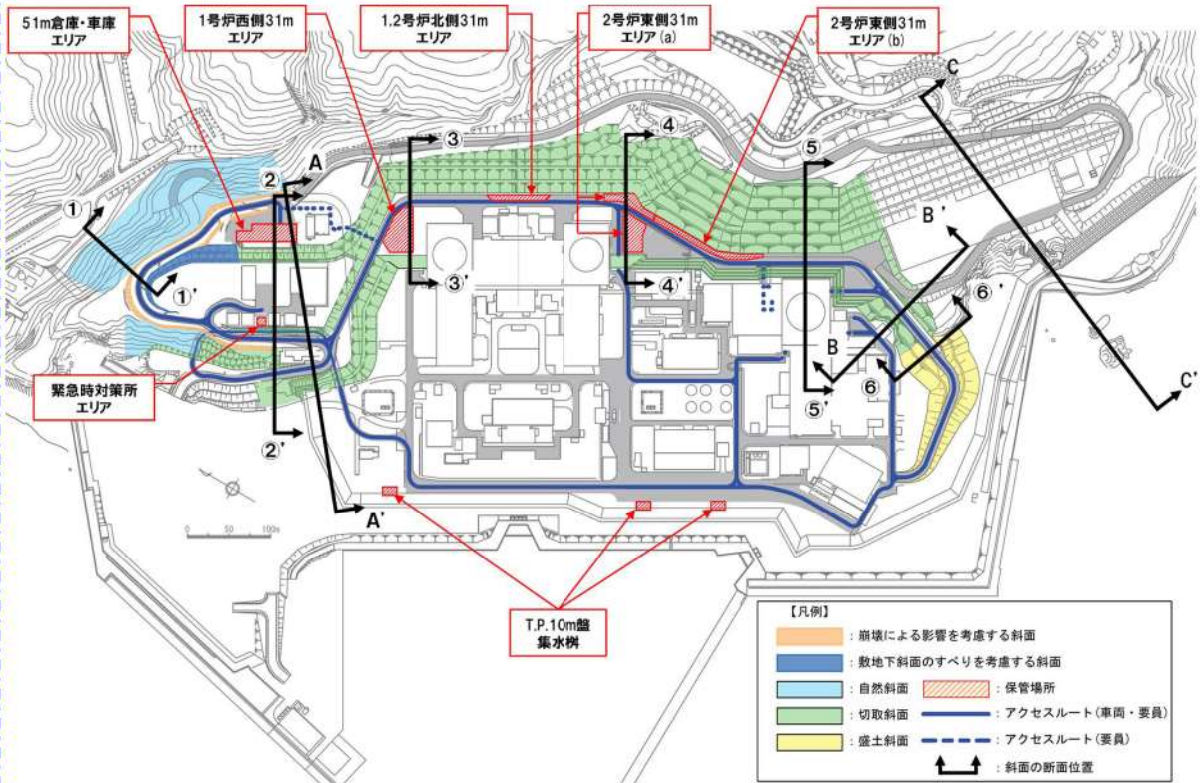 51m倉庫・車庫
エリア
1号炉西側31m
エリア
1.2号炉北側31m
エリア
2号炉東側31m
エリア(a)
2号炉東側31m
エリア(b)
A
②
③
④
⑤
C
①
B'
①'
③'
④'
⑥'
B
⑥
⑤'
C'
緊急時対策所
エリア
②'
A'
0 50 100m
T.P.10m盤
集水桝
【凡例】
：崩壊による影響を考慮する斜面
：敷地下斜面のすべりを考慮する斜面
：自然斜面
：保管場所
：切取斜面
：アクセスルート(車両・要員)
：盛土斜面
：アクセスルート(要員)
：斜面の断面位置